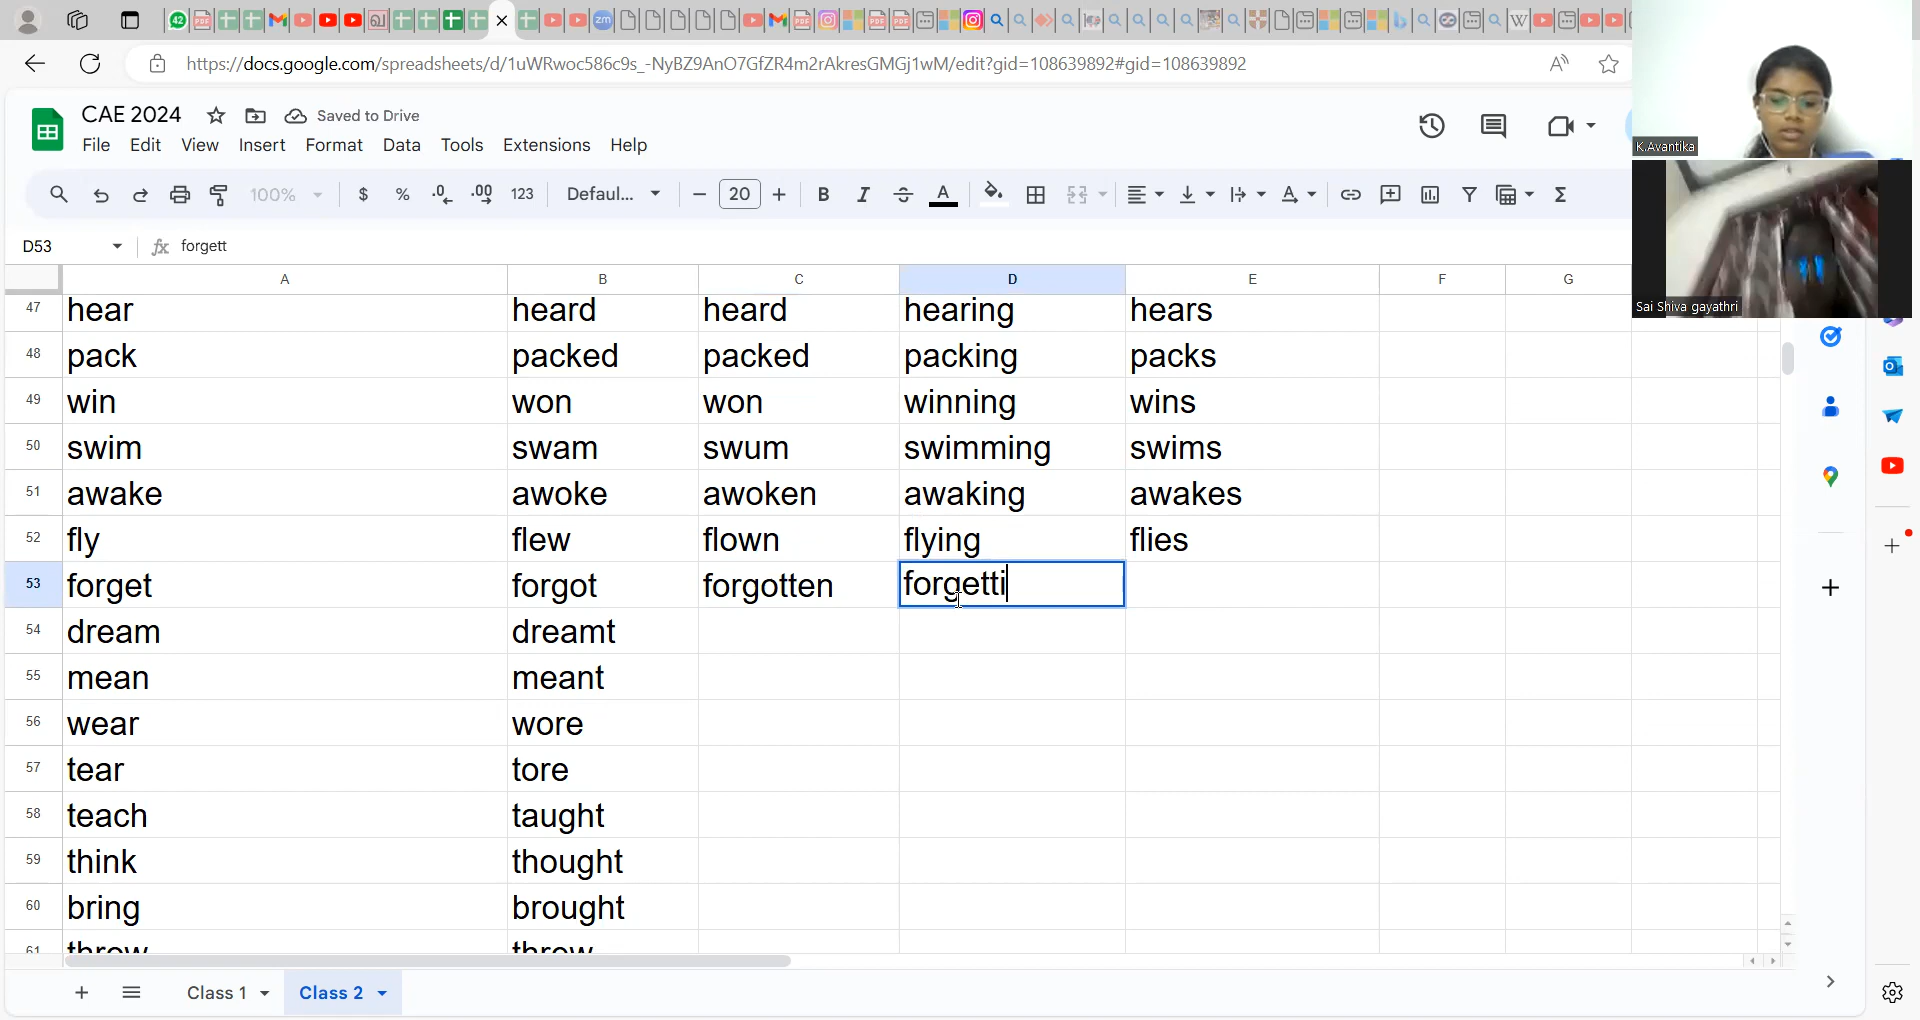 42
https://docs.google.com/spreadsheets/d/1uWRwoc586c9s_-NyBZ9AnO7GfZR4m2rAkresGMGj1wM/edit?gid=108639892#gid=108639892
CAE 2024 Saved to Drive
File Edit View Insert Format Data Tools Extensions Help
100% $ % .0 .00 123 Defaul... 20 B I A
D53 fx forgett
A B C D E F G
47 hear heard heard hearing hears
48 pack packed packed packing packs
49 win won won winning wins
50 swim swam swum swimming swims
51 awake awoke awoken awaking awakes
52 fly flew flown flying flies
53 forget forgot forgotten forgetti
54 dream dreamt
55 mean meant
56 wear wore
57 tear tore
58 teach taught
59 think thought
60 bring brought
61 throw threw
Class 1 Class 2
K.Avantika
Sai Shiva gayathri